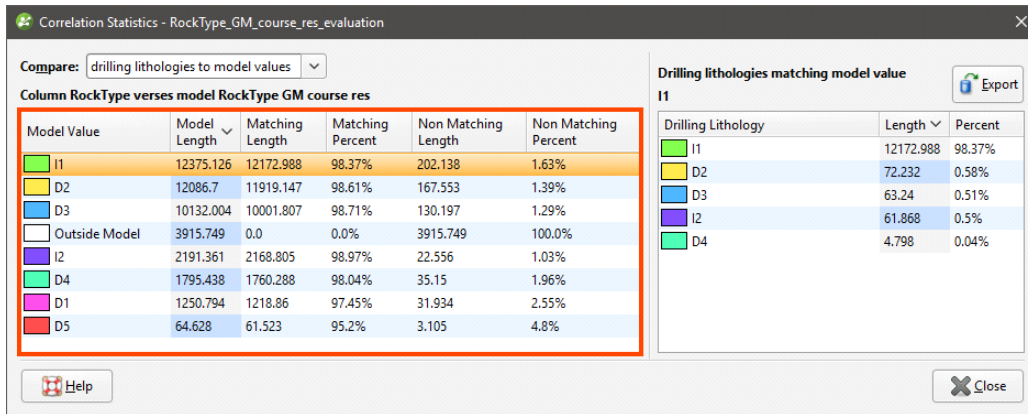 Correlation Statistics - RockType_GM_course_res_evaluation
Compare: drilling lithologies to model values
Column RockType verses model RockType GM course res
Model Value Model Length Matching Length Matching Percent Non Matching Length Non Matching Percent
I1 12375.126 12172.988 98.37% 202.138 1.63%
D2 12086.7 11919.147 98.61% 167.553 1.39%
D3 10132.004 10001.807 98.71% 130.197 1.29%
Outside Model 3915.749 0.0 0.0% 3915.749 100.0%
I2 2191.361 2168.805 98.97% 22.556 1.03%
D4 1795.438 1760.288 98.04% 35.15 1.96%
D1 1250.794 1218.86 97.45% 31.934 2.55%
D5 64.628 61.523 95.2% 3.105 4.8%
Drilling lithologies matching model value
I1
Export
Drilling Lithology Length Percent
I1 12172.988 98.37%
D2 72.232 0.58%
D3 63.24 0.51%
I2 61.868 0.5%
D4 4.798 0.04%
Help
Close